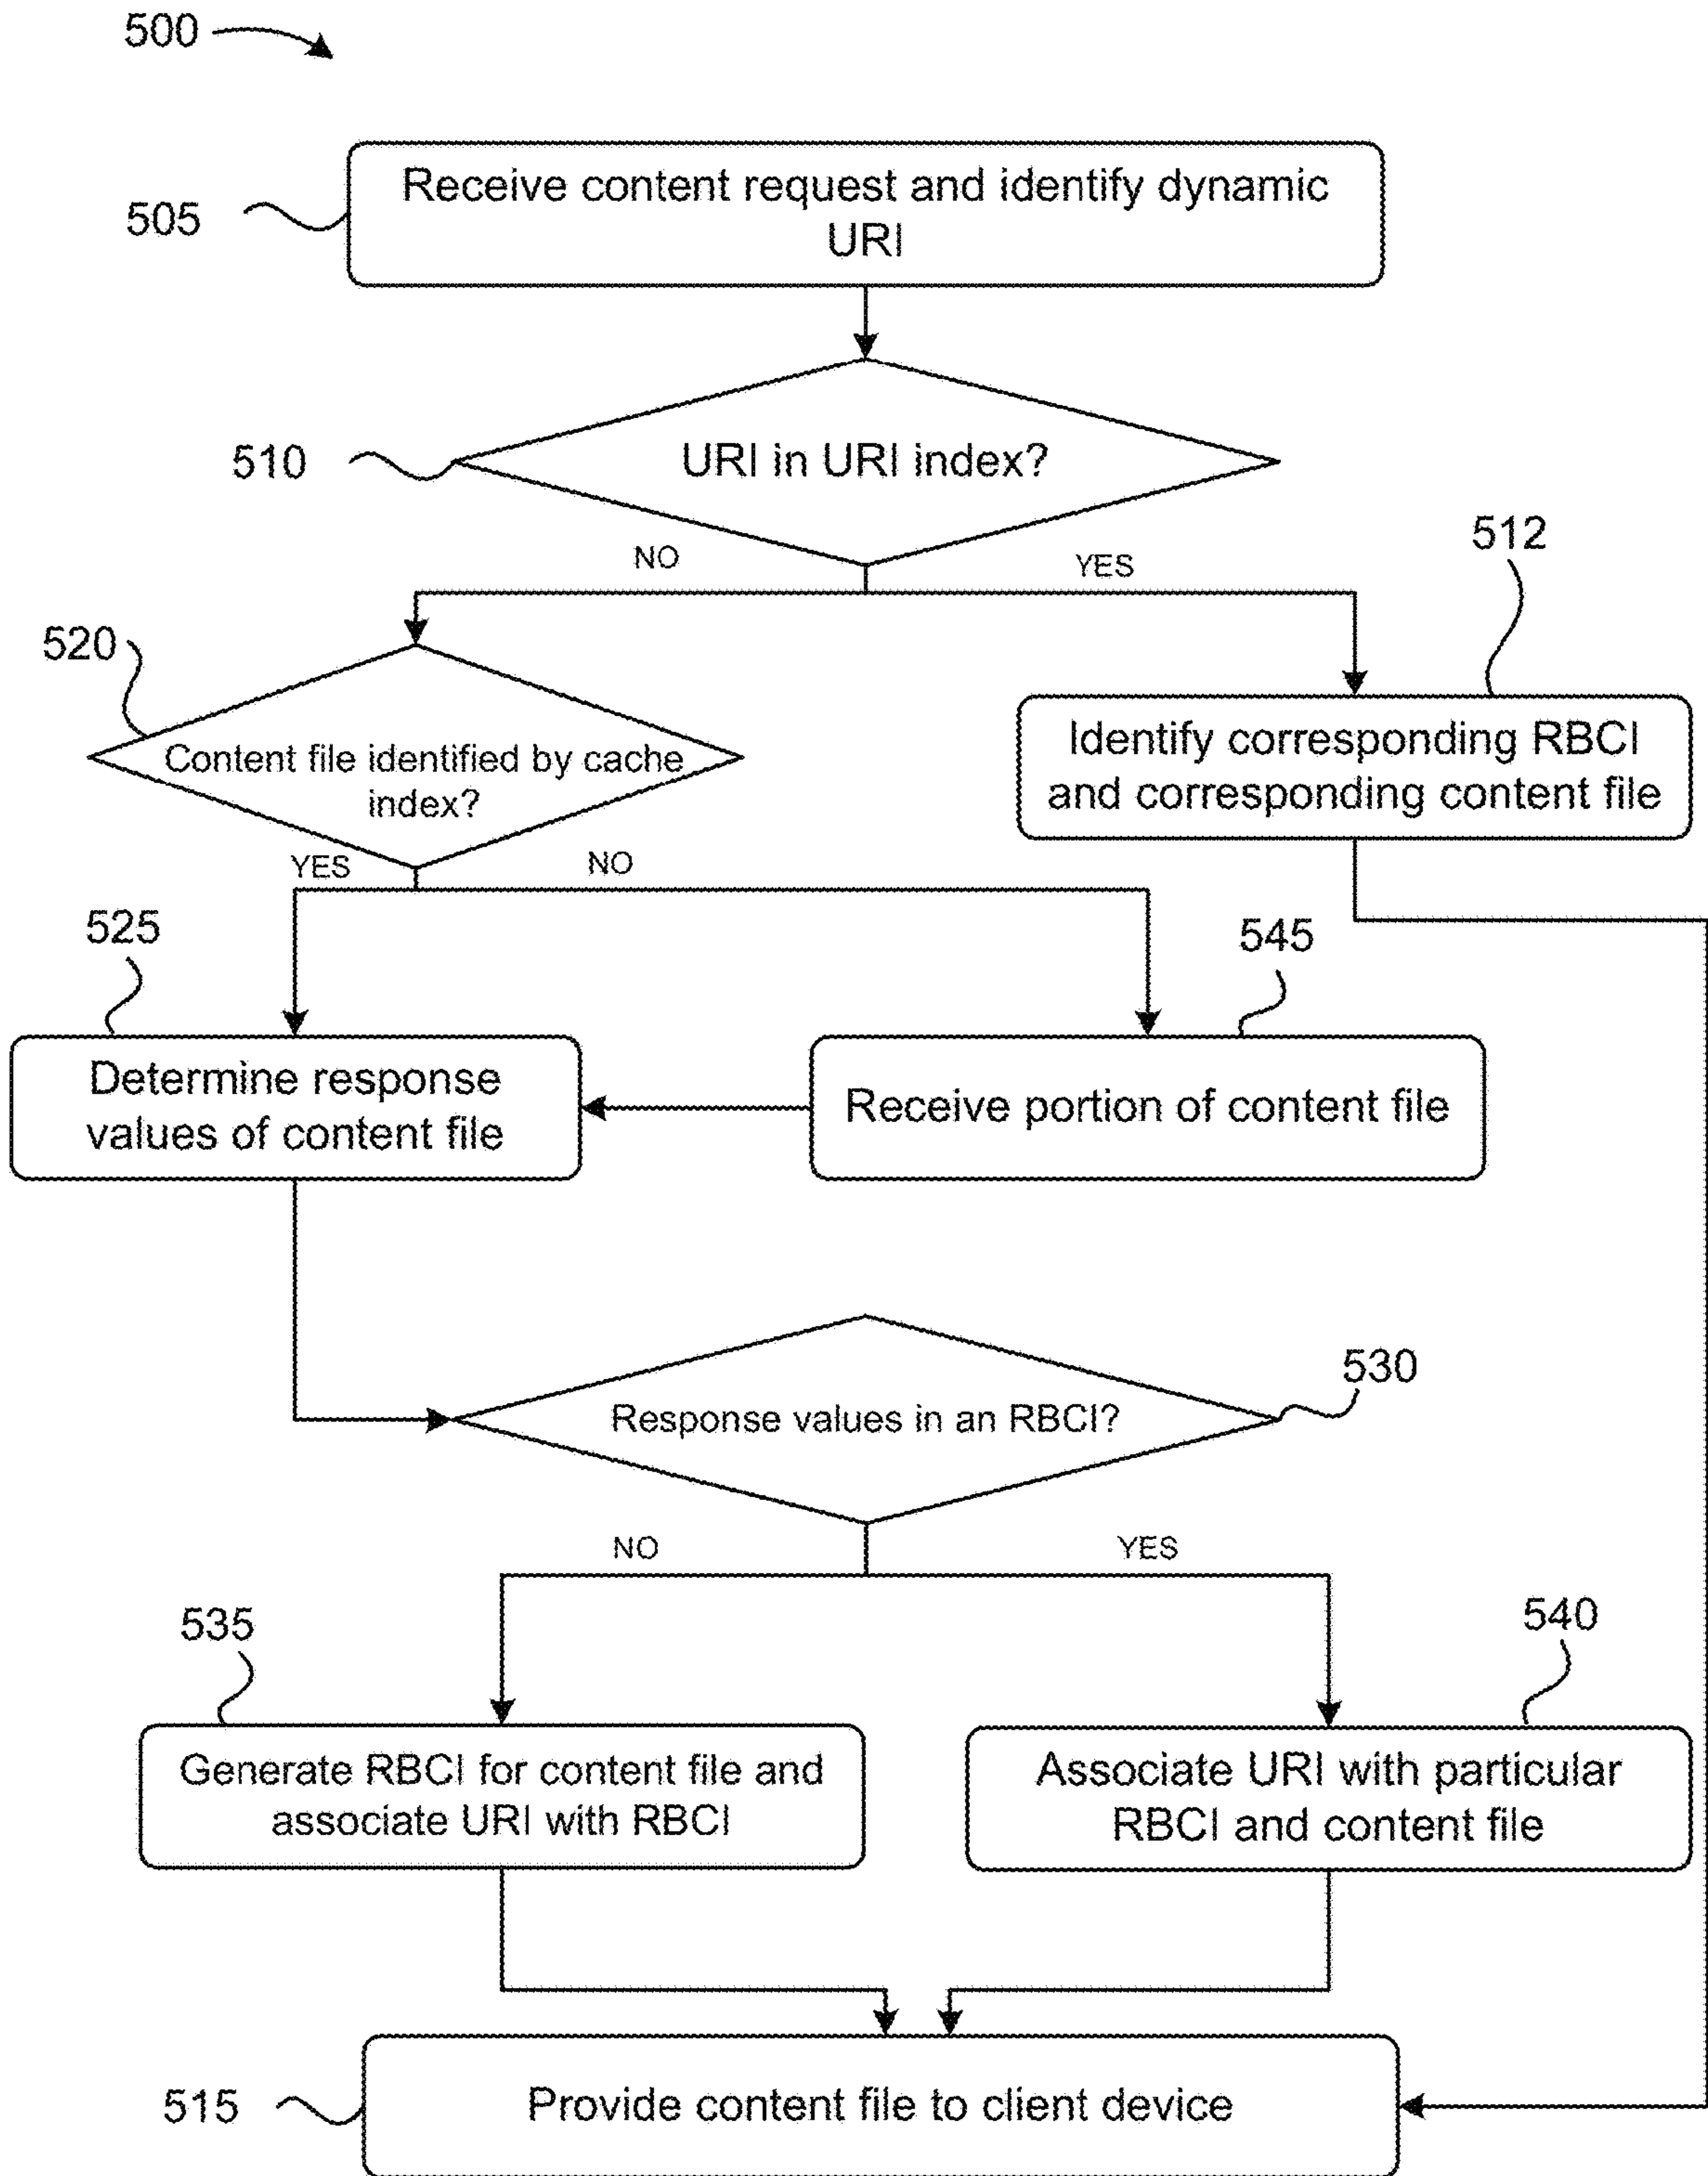 500
Receive content request and identify dynamic
URI
505
510
URI in URI index?
NO
YES
512
520
Content file identified by cache
index?
Identify corresponding RBCI
and corresponding content file
YES
NO
525
545
Determine response
values of content file
Receive portion of content file
530
Response values in an RBCI?
NO
YES
535
540
Generate RBCI for content file and
associate URI with RBCI
Associate URI with particular
RBCI and content file
515
Provide content file to client device